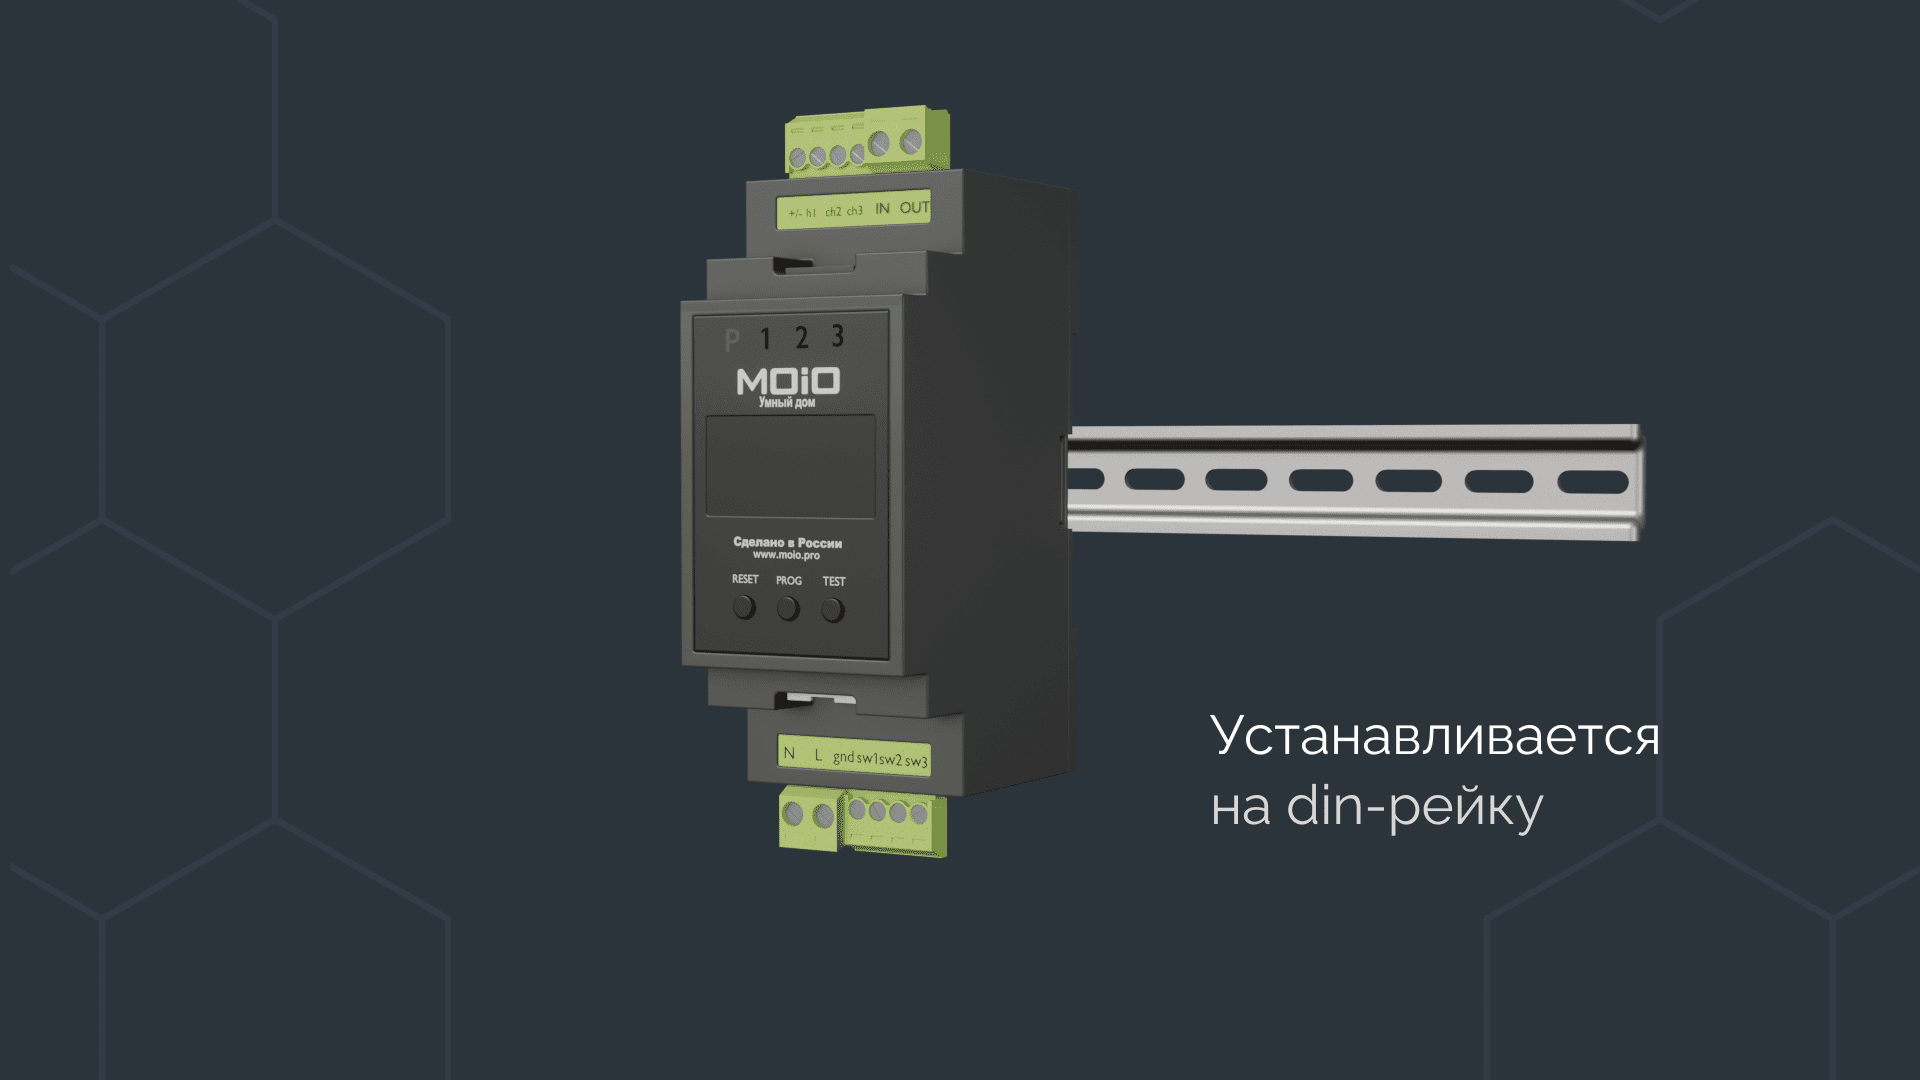 +/- h1 ch2 ch3 IN OUT
P 1 2 3
MOiO
Умный дом
Сделано в России
www.moio.pro
RESET PROG TEST
N L gnd sw1 sw2 sw3
Устанавливается
на din-рейку